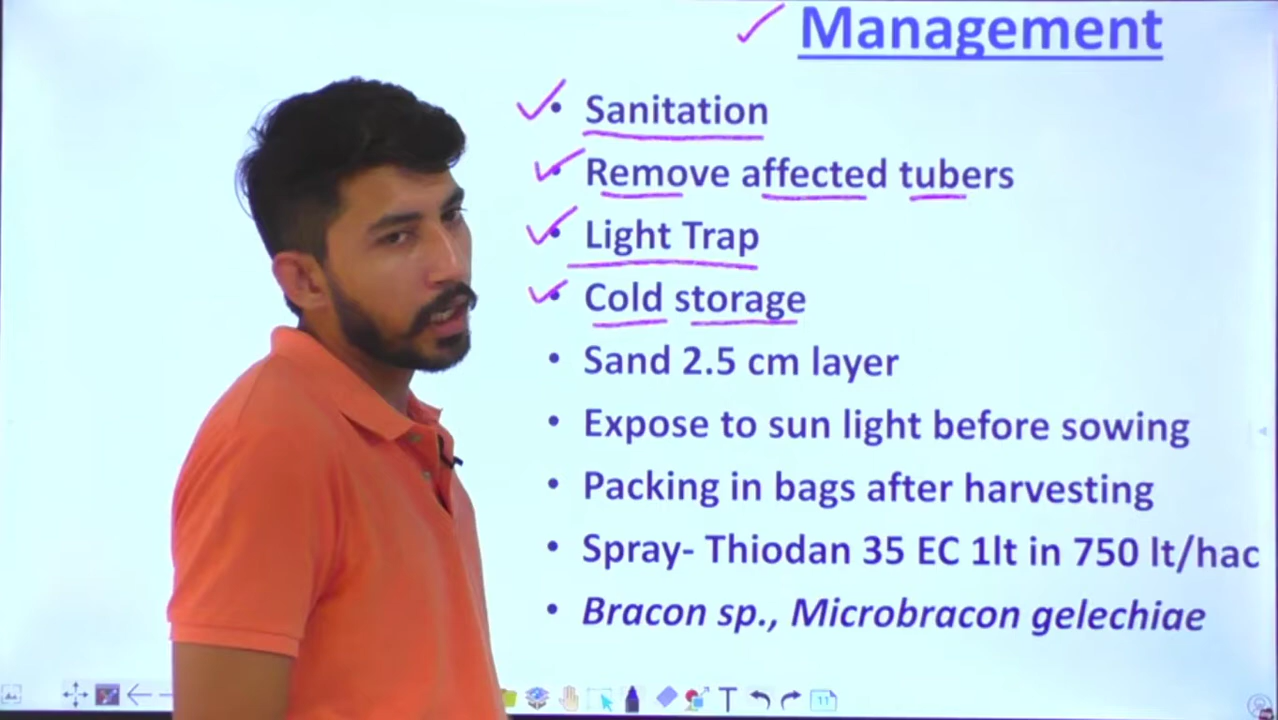 Management
• Sanitation
• Remove affected tubers
• Light Trap
• Cold storage
• Sand 2.5 cm layer
• Expose to sun light before sowing
• Packing in bags after harvesting
• Spray- Thiodan 35 EC 1lt in 750 lt/hac
• Bracon sp., Microbracon gelechiae
T
11